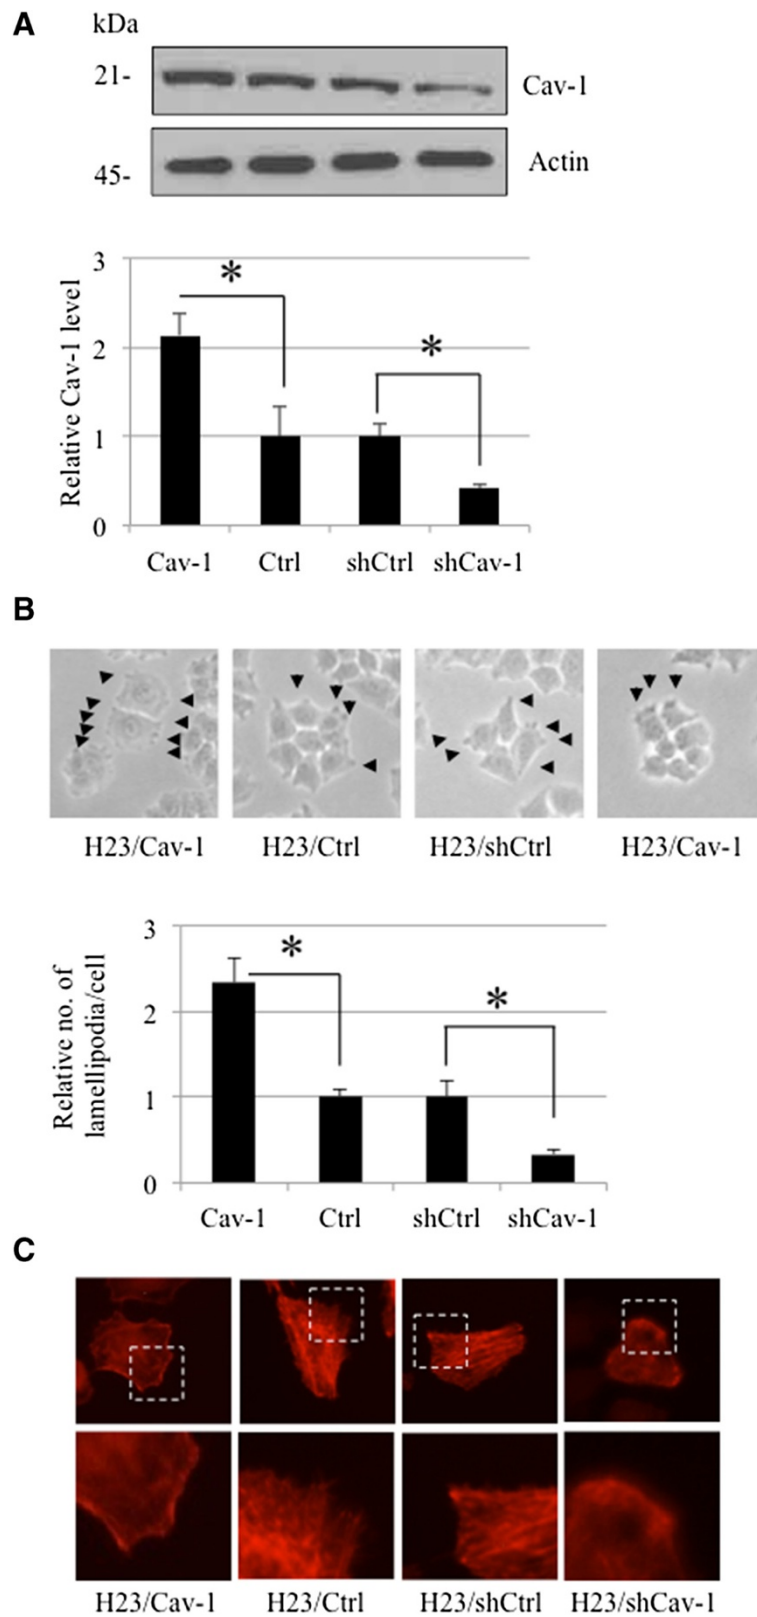 A
kDa
21-
Cav-1
45-
Actin
3
2
1
0
Relative Cav-1 level
*
*
Cav-1 Ctrl shCtrl shCav-1
B
H23/Cav-1 H23/Ctrl H23/shCtrl H23/Cav-1
3
2
1
0
Relative no. of
lamellipodia/cell
*
*
Cav-1 Ctrl shCtrl shCav-1
C
H23/Cav-1 H23/Ctrl H23/shCtrl H23/shCav-1